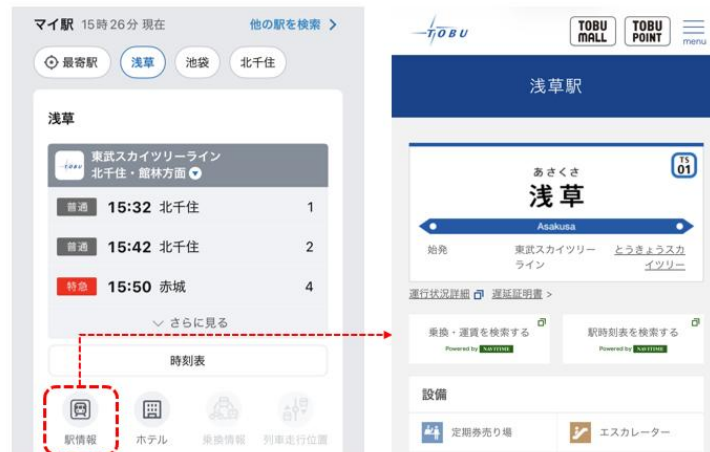 マイ駅 15時26分 現在
他の駅を検索
最寄駅
浅草
池袋
北千住
浅草
TOBU
東武スカイツリーライン
北千住・館林方面
普通 15:32 北千住 1
普通 15:42 北千住 2
特急 15:50 赤城 4
さらに見る
時刻表
駅情報
ホテル
乗換情報
列車走行位置
TOBU
TOBU
MALL
TOBU
POINT
menu
浅草駅
TS
01
あさくさ
浅草
Asakusa
始発
東武スカイツリー
ライン
とうきょうスカ
イツリー
運行状況詳細 遅延証明書 >
乗換・運賃を検索する
Powered by NAVITIME
駅時刻表を検索する
Powered by NAVITIME
設備
定期券売り場
エスカレーター